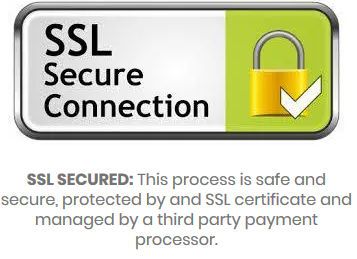 SSL
Secure
Connection
SSL SECURED: This process is safe and
secure, protected by and SSL certificate and
managed by a third party payment
processor.